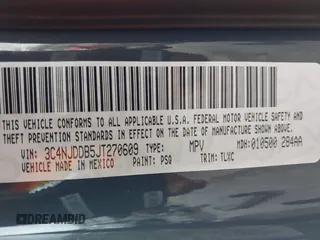 THIS VEHICLE CONFORMS TO ALL APPLICABLE U.S.A. FEDERAL MOTOR VEHICLE SAFETY
AND THEFT PREVENTION STANDARDS IN EFFECT ON THE DATE OF MANUFACTURE SHOWN ABOVE.
VIN: 3C4NJDDB5JT270609 TYPE: MPV MDH: 010500 284AA
VEHICLE MADE IN MEXICO PAINT: PSQ TRIM: TLXC
DREAMBID